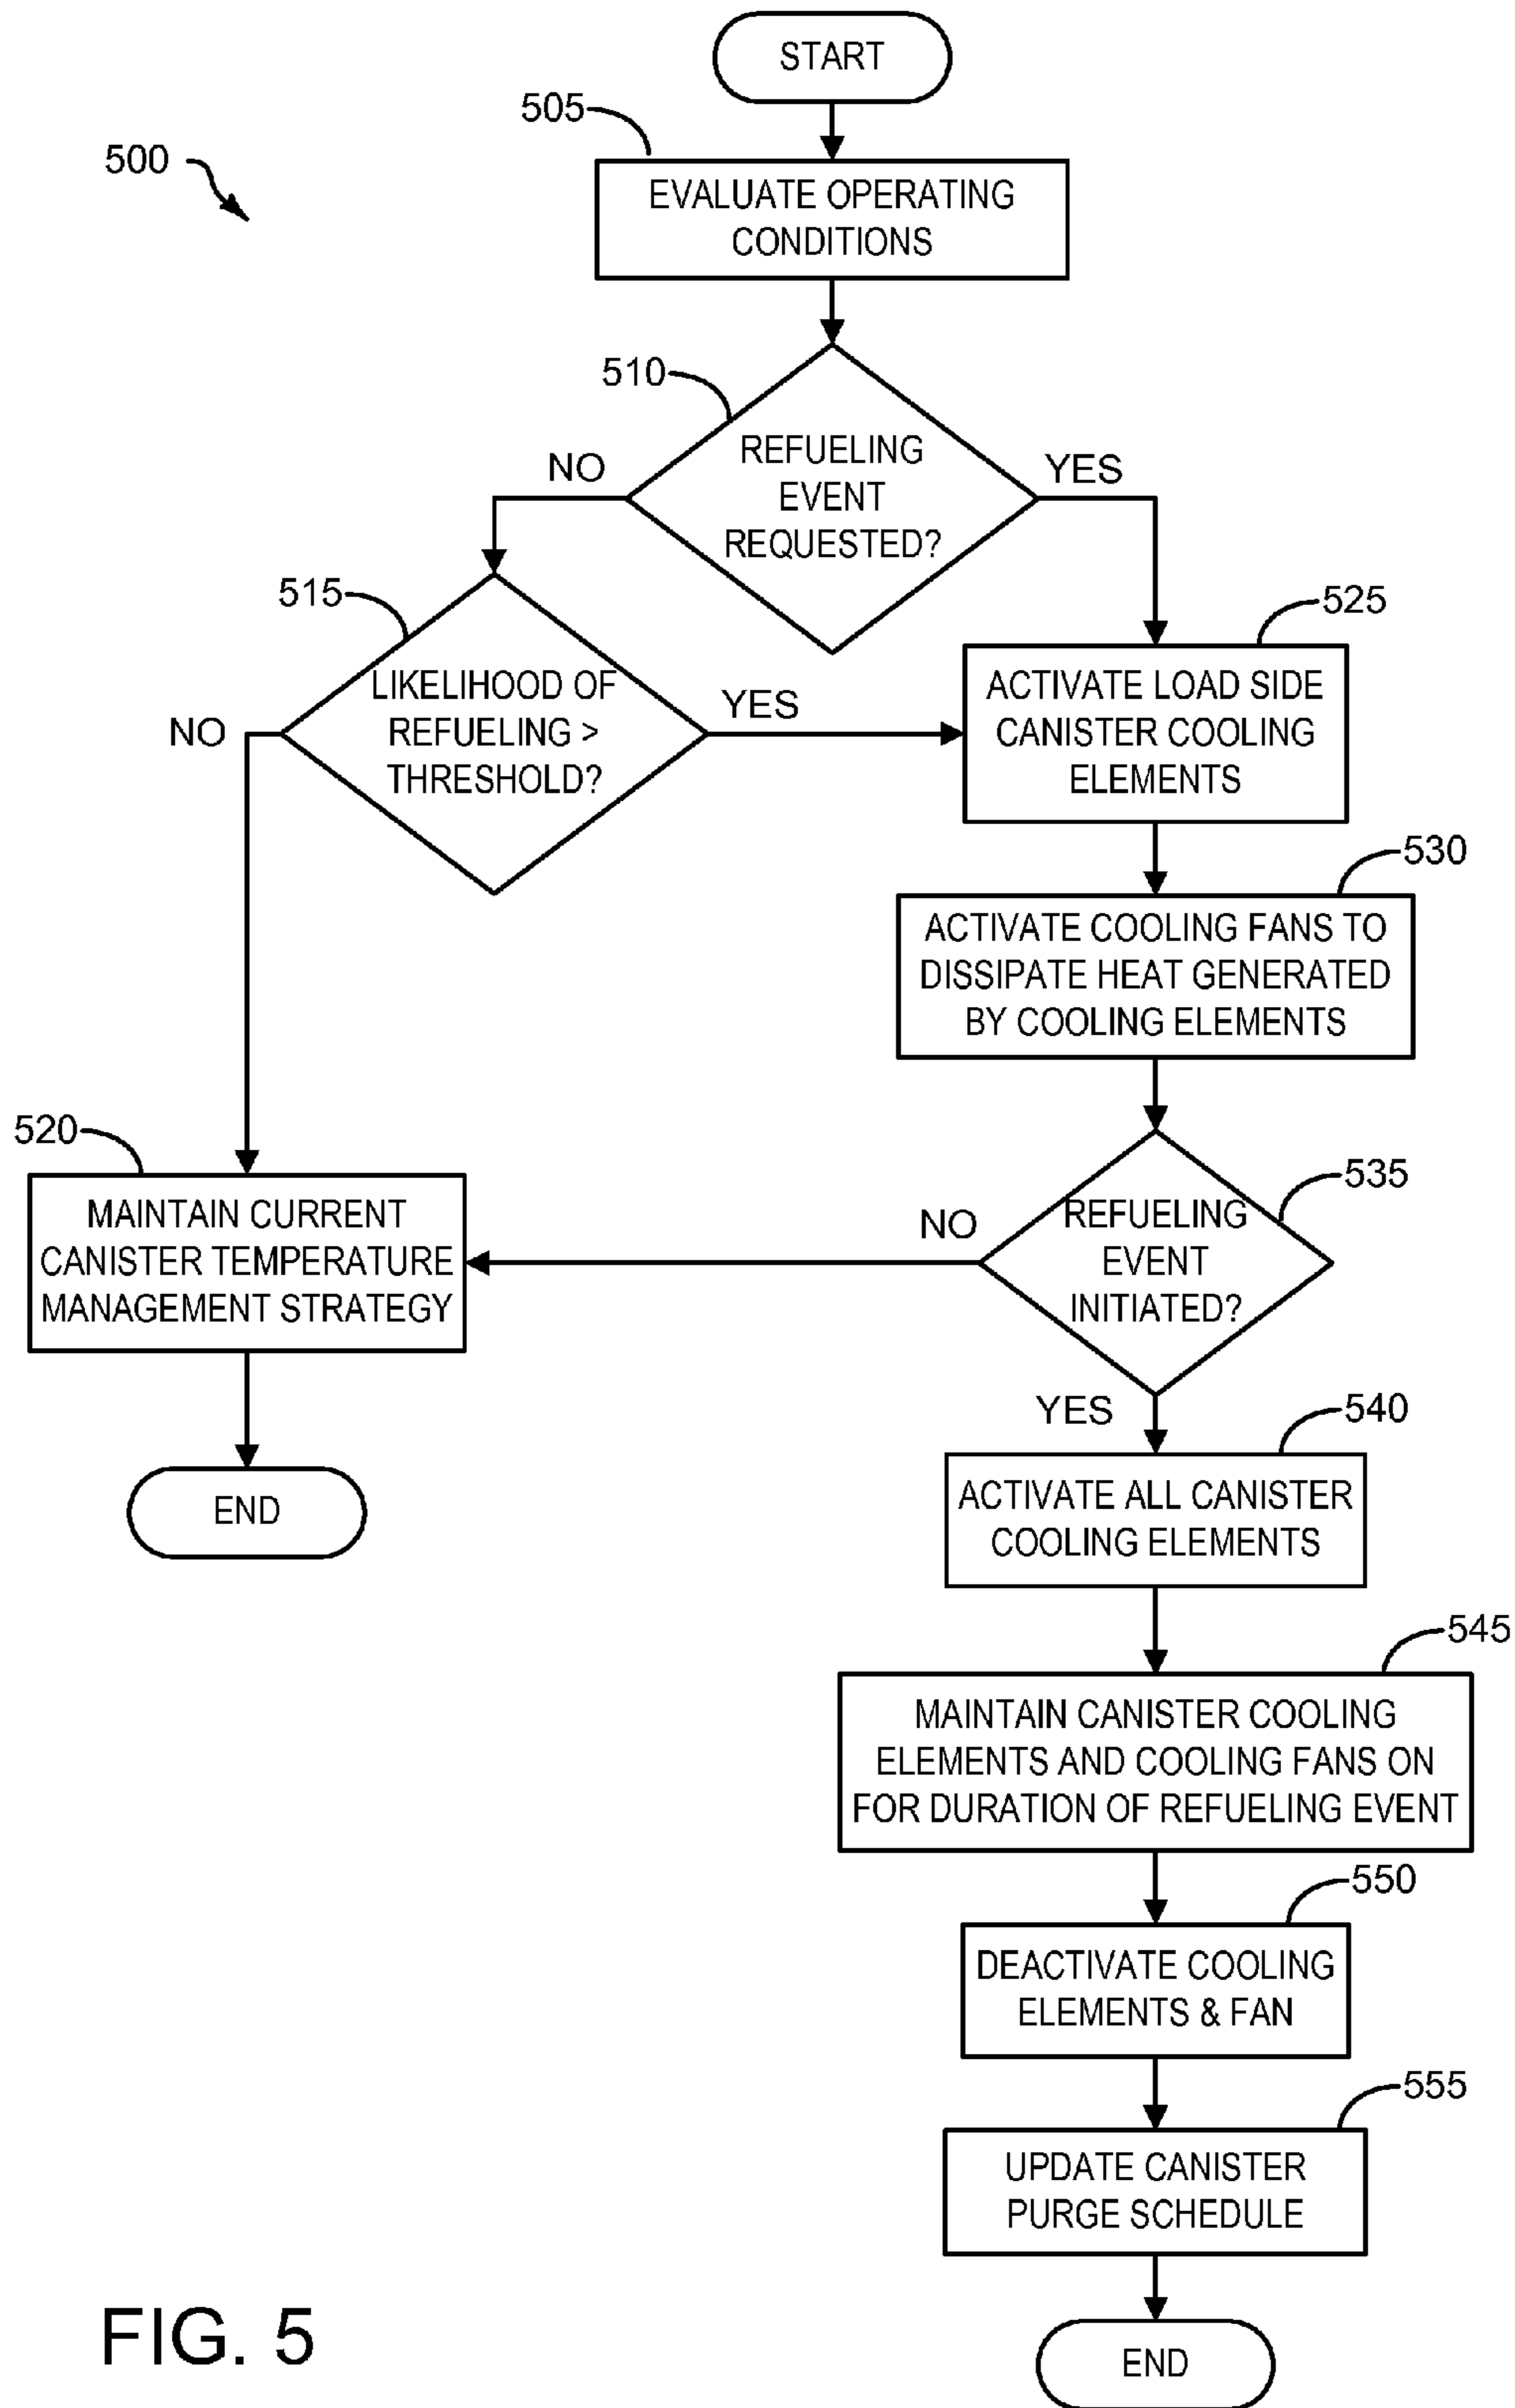 START
505
500
EVALUATE OPERATING
CONDITIONS
510
REFUELING
EVENT
REQUESTED?
NO
YES
515
LIKELIHOOD OF
REFUELING >
THRESHOLD?
NO
YES
525
ACTIVATE LOAD SIDE
CANISTER COOLING
ELEMENTS
530
ACTIVATE COOLING FANS TO
DISSIPATE HEAT GENERATED
BY COOLING ELEMENTS
520
MAINTAIN CURRENT
CANISTER TEMPERATURE
MANAGEMENT STRATEGY
END
535
REFUELING
EVENT
INITIATED?
NO
YES
540
ACTIVATE ALL CANISTER
COOLING ELEMENTS
545
MAINTAIN CANISTER COOLING
ELEMENTS AND COOLING FANS ON
FOR DURATION OF REFUELING EVENT
550
DEACTIVATE COOLING
ELEMENTS & FAN
555
UPDATE CANISTER
PURGE SCHEDULE
END
FIG. 5